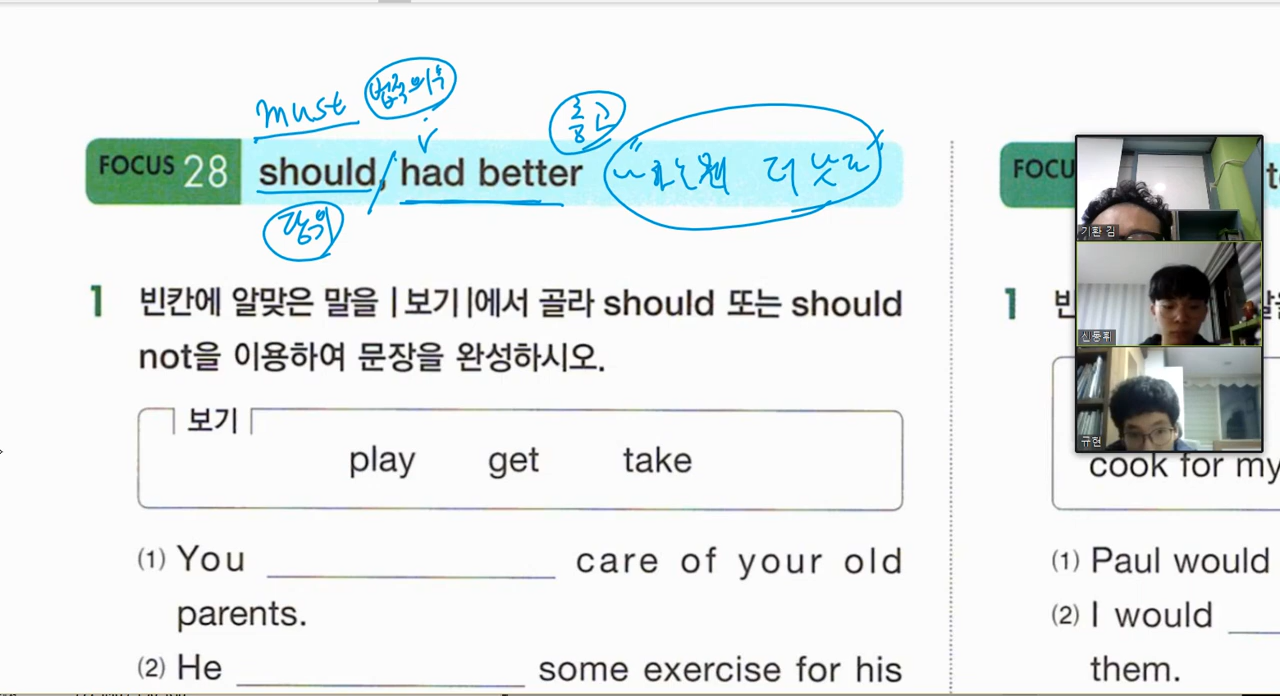 must 법적의무
충고
FOCUS 28 should, had better " ~하는편 더 낫다 "
강의
1 빈칸에 알맞은 말을 |보기|에서 골라 should 또는 should
not을 이용하여 문장을 완성하시오.
보기
play get take
(1) You ____________ care of your old
parents.
(2) He ____________ some exercise for his
FOCU
1 빈
cook for my
(1) Paul would
(2) I would __
them.
기환 김
신동휘
규현